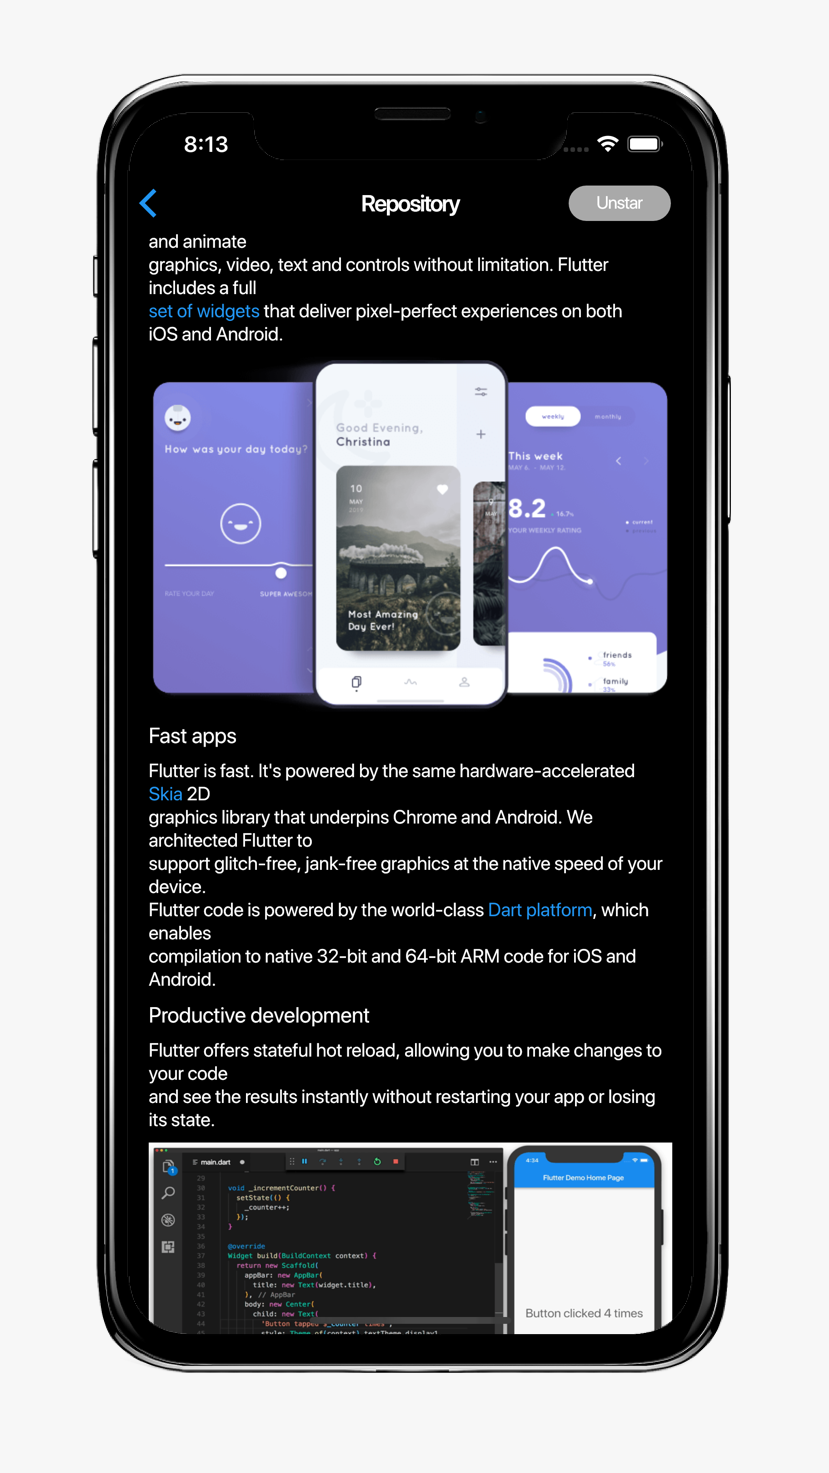 8:13
Repository
Unstar
and animate
graphics, video, text and controls without limitation. Flutter
includes a full
set of widgets that deliver pixel-perfect experiences on both
iOS and Android.
How was your day today?
RATE YOUR DAY
SUPER AWESOM
Good Evening,
Christina
10
MAY
2019
MAY
Most Amazing
Day Ever!
weekly
monthly
This week
MAY 6. - MAY 12.
8.2
16.7%
YOUR WEEKLY RATING
current
friends
56%
family
33%
Fast apps
Flutter is fast. It's powered by the same hardware-accelerated
Skia 2D
graphics library that underpins Chrome and Android. We
architected Flutter to
support glitch-free, jank-free graphics at the native speed of your
device.
Flutter code is powered by the world-class Dart platform, which
enables
compilation to native 32-bit and 64-bit ARM code for iOS and
Android.
Productive development
Flutter offers stateful hot reload, allowing you to make changes to
your code
and see the results instantly without restarting your app or losing
its state.
1
main.dart
29
30 void _incrementCounter() {
31 setState(() {
32 _counter++;
33 });
34 }
35
36 @override
37 Widget build(BuildContext context) {
38 return new Scaffold(
39 appBar: new AppBar(
40 title: new Text(widget.title),
41 ), // AppBar
42 body: new Center(
43 child: new Text(
44 'Button tapped $_counter times',
45 style: Theme.of(context).textTheme.display1
4:34
Flutter Demo Home Page
Button clicked 4 times